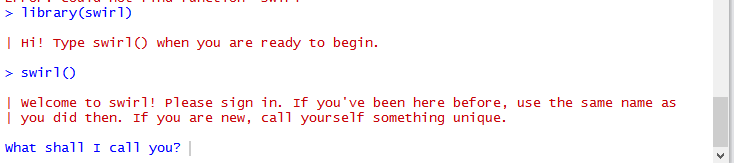 > library(swirl)
| Hi! Type swirl() when you are ready to begin.
> swirl()
| Welcome to swirl! Please sign in. If you've been here before, use the same name as
| you did then. If you are new, call yourself something unique.
What shall I call you?